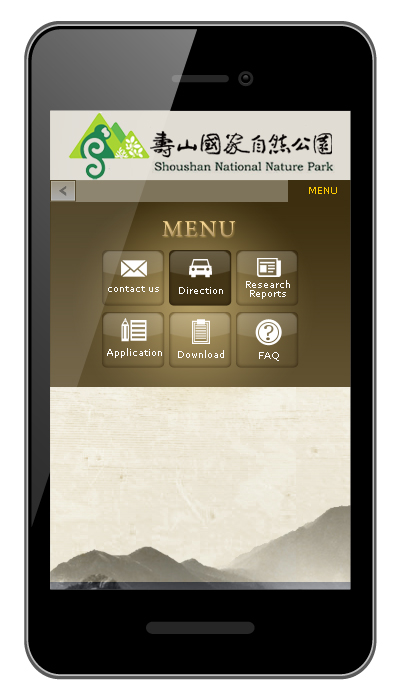 壽山國家自然公園
Shoushan National Nature Park
MENU
MENU
contact us
Direction
Research
Reports
Application
Download
FAQ